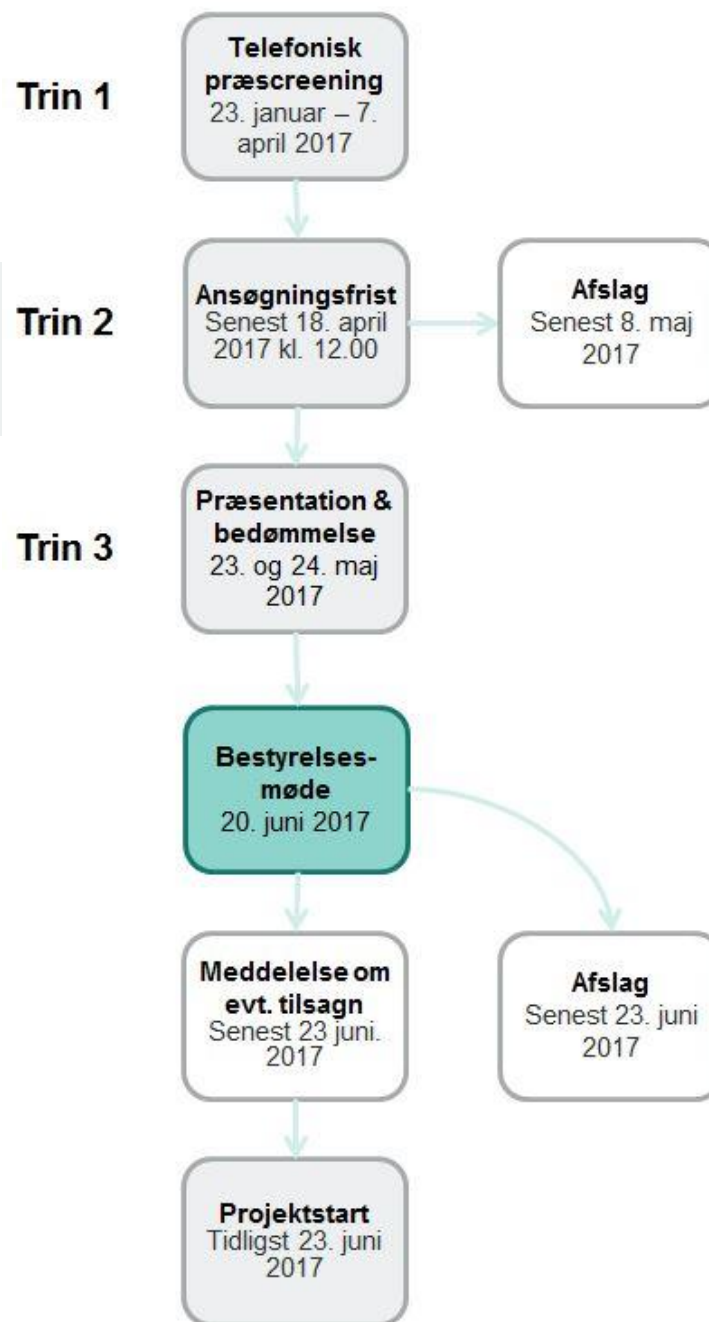 Trin 1
Telefonisk
præscreening
23. januar – 7.
april 2017
Trin 2
Ansøgningsfrist
Senest 18. april
2017 kl. 12.00
Afslag
Senest 8. maj
2017
Trin 3
Præsentation &
bedømmelse
23. og 24. maj
2017
Bestyrelses-
møde
20. juni 2017
Meddelelse om
evt. tilsagn
Senest 23 juni.
2017
Afslag
Senest 23. juni
2017
Projektstart
Tidligst 23. juni
2017